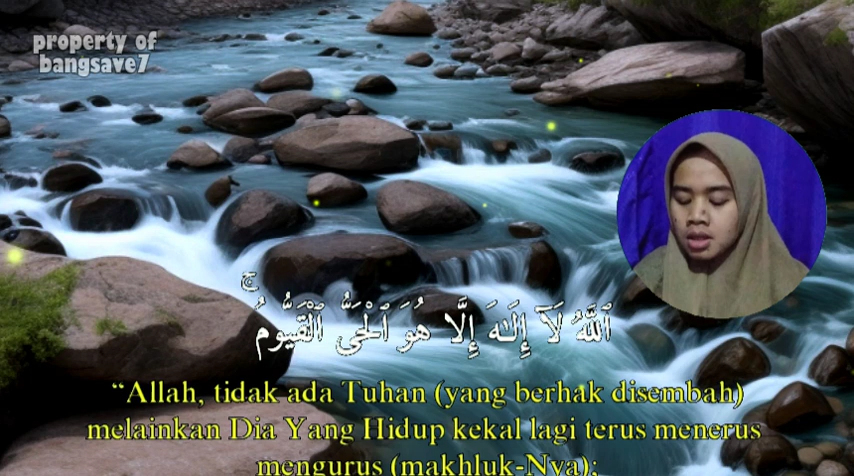 property of
bangsave7
ٱللَّهُ لَآ إِلَٰهَ إِلَّا هُوَ ٱلْحَىُّ ٱلْقَيُّومُ ۚ
“Allah, tidak ada Tuhan (yang berhak disembah)
melainkan Dia Yang Hidup kekal lagi terus menerus
mengurus (makhluk-Nya);